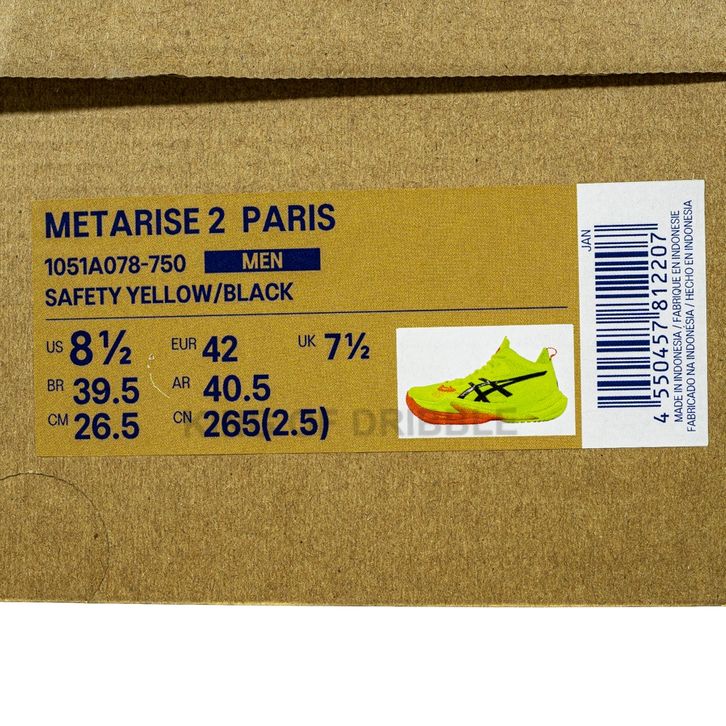 METARISE 2 PARIS
1051A078-750 MEN
SAFETY YELLOW/BLACK
US 8½ EUR 42 UK 7½
BR 39.5 AR 40.5
CM 26.5 CN 265(2.5)
DRIBBLE
JAN
4 550457 812207
MADE IN INDONESIA / FABRIQUE EN INDONESIE
FABRICADO NA INDONÉSIA / HECHO EN INDONESIA